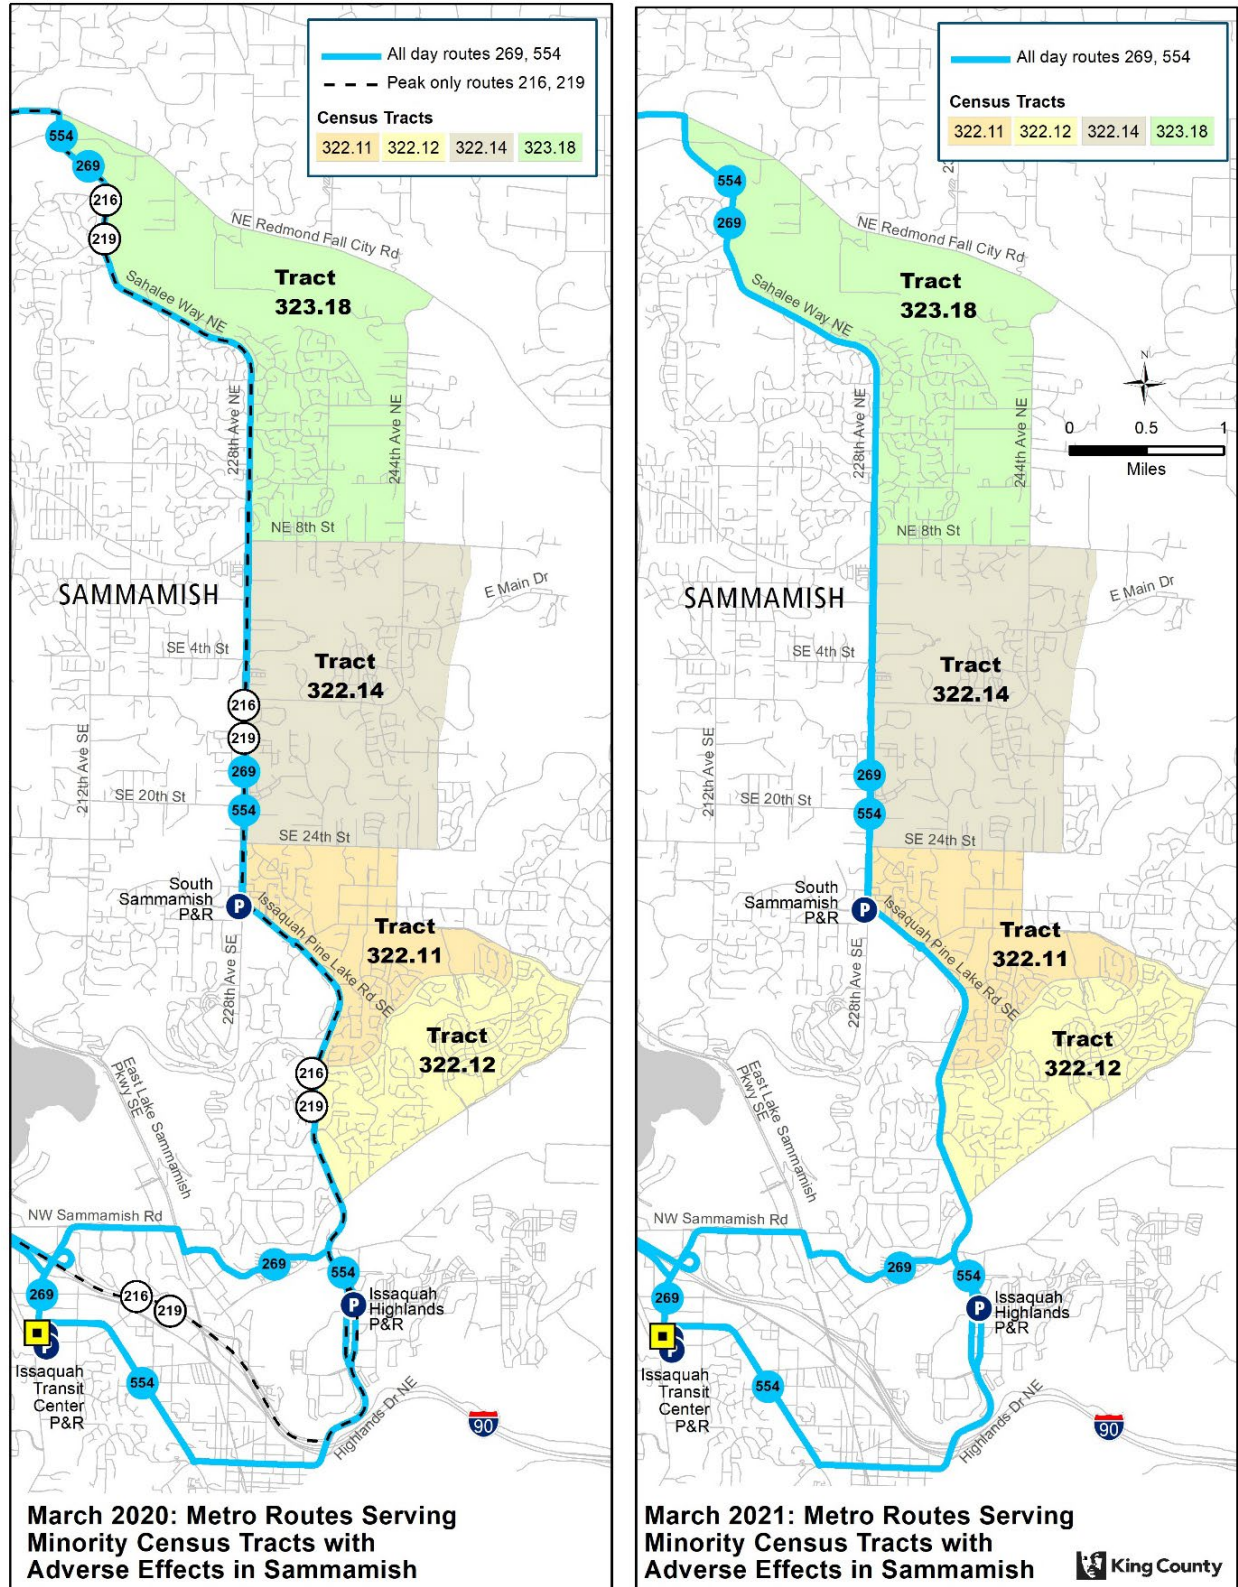 All day routes 269, 554
Peak only routes 216, 219
Census Tracts
322.11 322.12 322.14 323.18
554
269
216
219
NE Redmond Fall City Rd
Tract
323.18
Sahalee Way NE
228th Ave NE
244th Ave NE
NE 8th St
SAMMAMISH
E Main Dr
SE 4th St
Tract
322.14
216
219
212th Ave SE
269
SE 20th St
554
SE 24th St
South
Sammamish
P&R
P
Issaquah Pine Lake Rd SE
Tract
322.11
228th Ave SE
Tract
322.12
216
219
East Lake Sammamish
Pkwy SE
NW Sammamish Rd
269
554
269
216
219
P
Issaquah
Highlands
P&R
P
Issaquah
Transit
Center
P&R
554
Highlands Dr NE
90
March 2020: Metro Routes Serving
Minority Census Tracts with
Adverse Effects in Sammamish
All day routes 269, 554
Census Tracts
322.11 322.12 322.14 323.18
554
269
NE Redmond Fall City Rd
Tract
323.18
Sahalee Way NE
N
0 0.5 1
Miles
228th Ave NE
244th Ave NE
NE 8th St
SAMMAMISH
E Main Dr
SE 4th St
Tract
322.14
212th Ave SE
269
SE 20th St
554
SE 24th St
South
Sammamish
P&R
P
Issaquah Pine Lake Rd SE
Tract
322.11
228th Ave SE
Tract
322.12
East Lake Sammamish
Pkwy SE
NW Sammamish Rd
269
554
269
P
Issaquah
Highlands
P&R
P
Issaquah
Transit
Center
P&R
554
Highlands Dr NE
90
March 2021: Metro Routes Serving
Minority Census Tracts with
Adverse Effects in Sammamish
King County